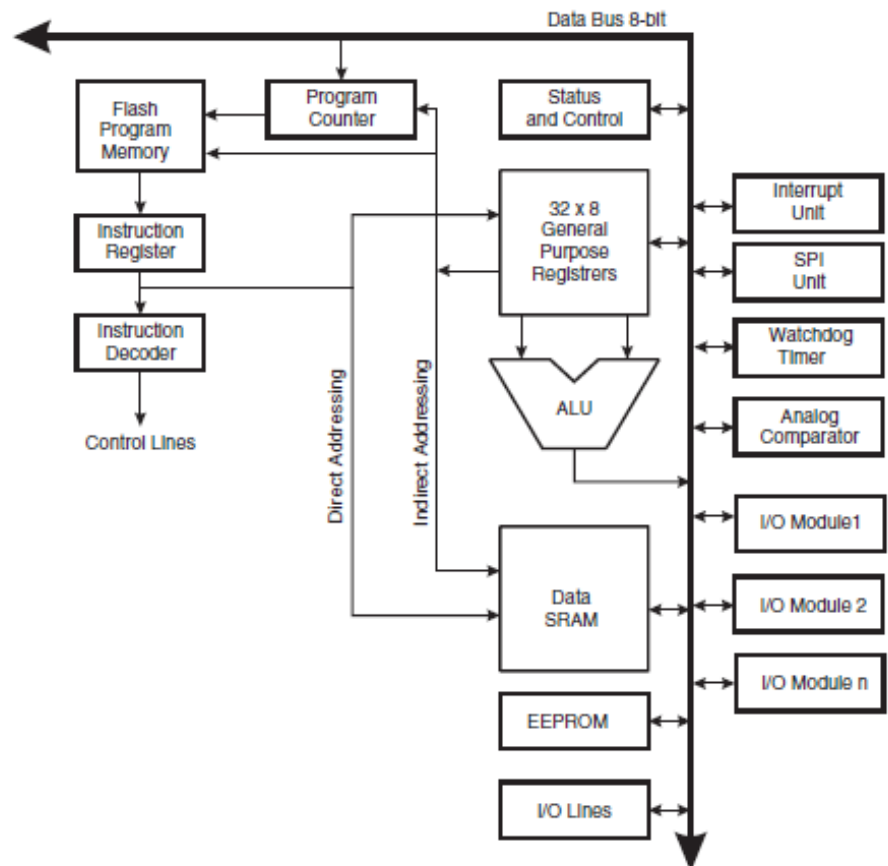 Data Bus 8-bit
Flash
Program
Memory
Program
Counter
Status
and Control
32 x 8
General
Purpose
Registrers
Interrupt
Unit
Instruction
Register
SPI
Unit
Instruction
Decoder
Watchdog
Timer
Direct Addressing
Indirect Addressing
ALU
Analog
Comparator
Control Lines
I/O Module1
Data
SRAM
I/O Module 2
I/O Module n
EEPROM
I/O Lines